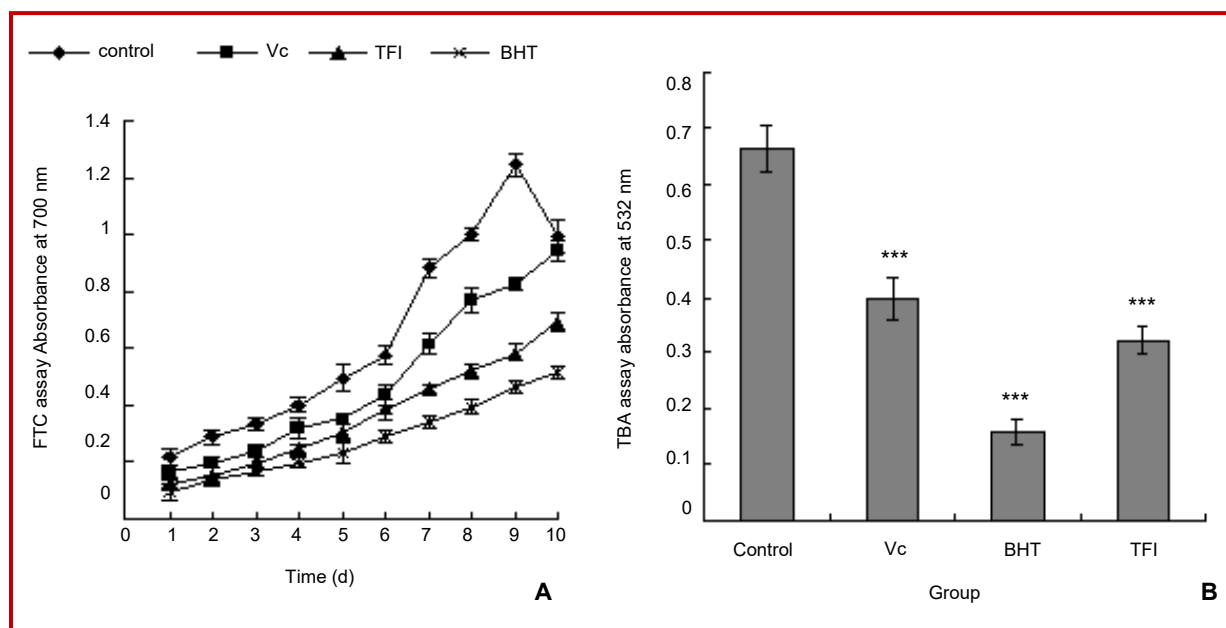 control Vc TFI BHT
FTC assay Absorbance at 700 nm
1.4
1.2
1
0.8
0.6
0.4
0.2
0
0 1 2 3 4 5 6 7 8 9 10
Time (d)
A
TBA assay absorbance at 532 nm
0.8
0.7
0.6
0.5
0.4
0.3
0.2
0.1
0
***
***
***
Control Vc BHT TFI
Group
B